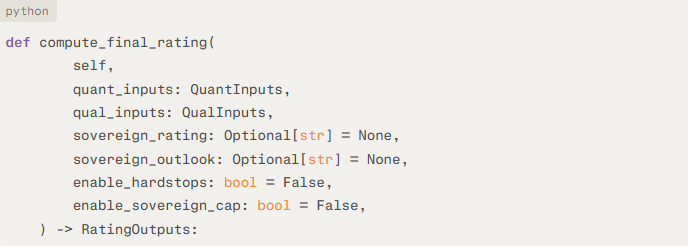 python
def compute_final_rating(
        self,
        quant_inputs: QuantInputs,
        qual_inputs: QualInputs,
        sovereign_rating: Optional[str] = None,
        sovereign_outlook: Optional[str] = None,
        enable_hardstops: bool = False,
        enable_sovereign_cap: bool = False,
    ) -> RatingOutputs: